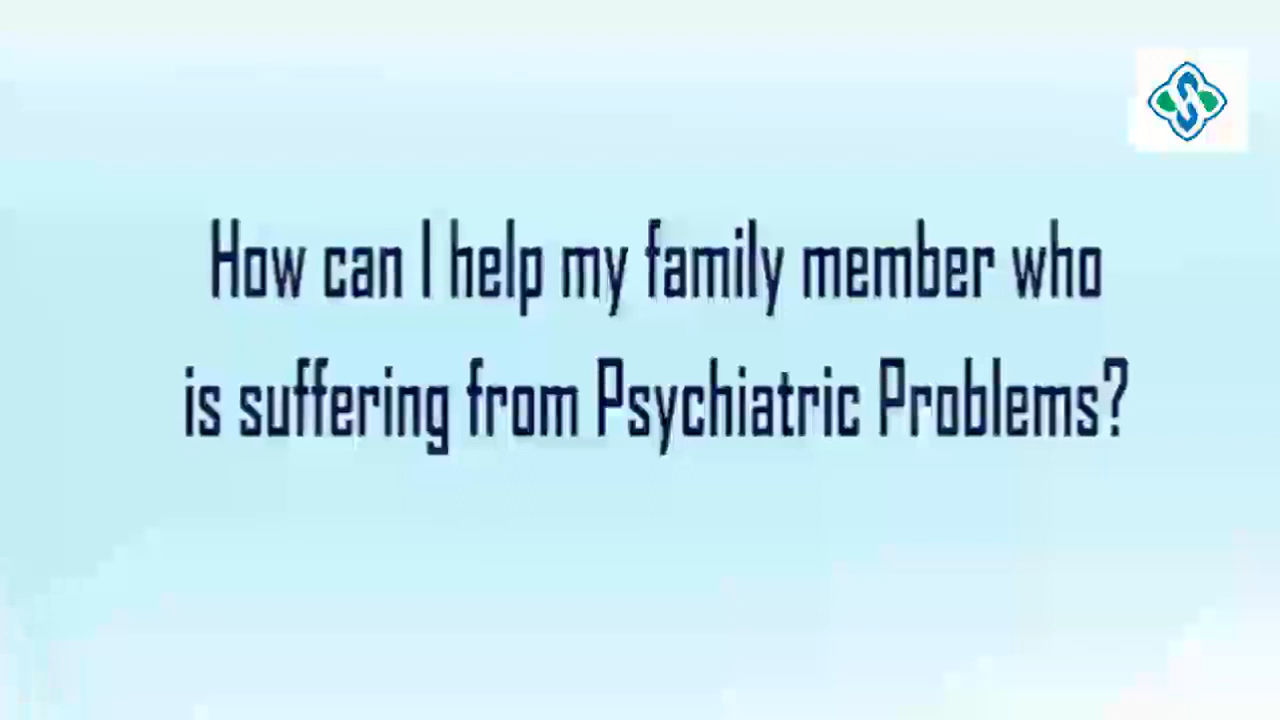 How can I help my family member who
is suffering from Psychiatric Problems?